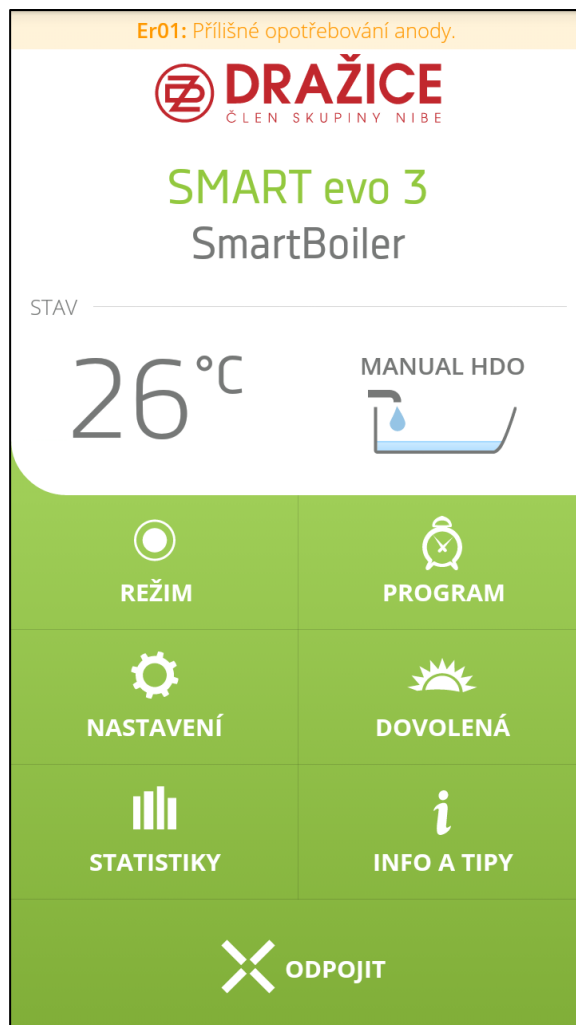 Er01: Přílišné opotřebování anody.
DRAŽICE
ČLEN SKUPINY NIBE
SMART evo 3
SmartBoiler
STAV
26 °C
MANUAL HDO
REŽIM
PROGRAM
NASTAVENÍ
DOVOLENÁ
STATISTIKY
INFO A TIPY
ODPOJIT